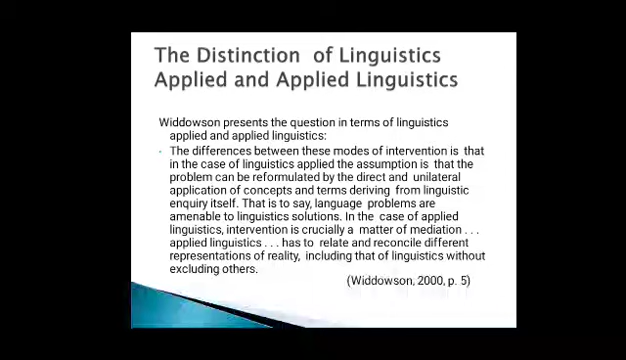 The Distinction of Linguistics
Applied and Applied Linguistics
Widdowson presents the question in terms of linguistics
applied and applied linguistics:
• The differences between these modes of intervention is that
in the case of linguistics applied the assumption is that the
problem can be reformulated by the direct and unilateral
application of concepts and terms deriving from linguistic
enquiry itself. That is to say, language problems are
amenable to linguistics solutions. In the case of applied
linguistics, intervention is crucially a matter of mediation . . .
applied linguistics . . . has to relate and reconcile different
representations of reality, including that of linguistics without
excluding others.
(Widdowson, 2000, p. 5)